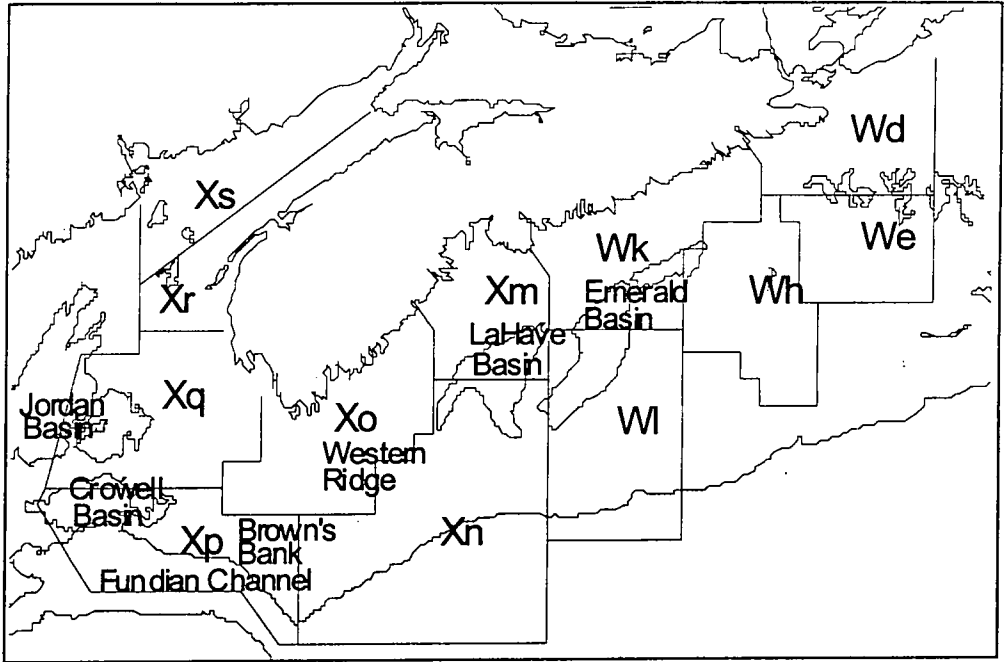 Wd
Xs
We
Wk
Wh
Xr
Xm
Emerald
Basin
LaHave
Basin
Jordan
Basin
Xq
Xo
Wl
Western
Ridge
Crowell
Basin
Xp
Brown's
Bank
Xn
Fundian Channel